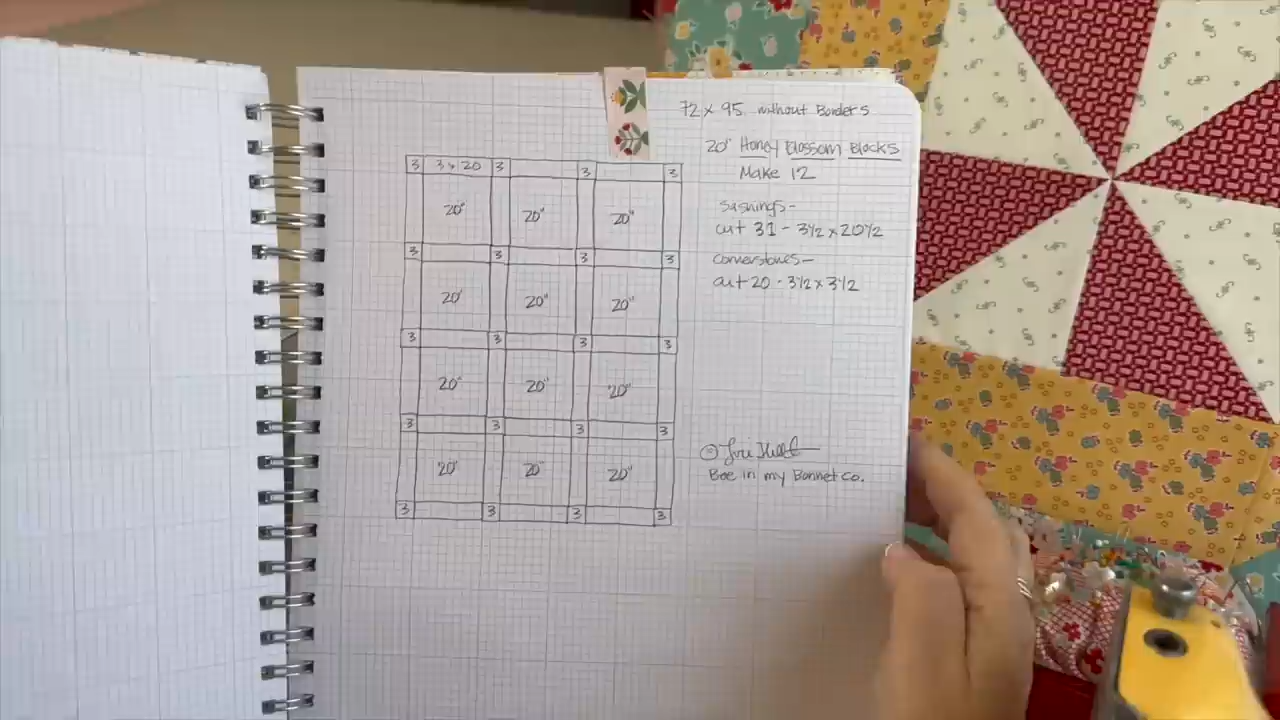 72 x 95 without Borders
20" Honey Blossom Blocks
Make 12
sashings-
cut 31 - 3½ x 20½
cornerstones-
cut 20 - 3½ x 3½
3 3 x 20 3 3 3
20" 20" 20"
3 3 3 3
20" 20" 20"
3 3 3 3
20" 20" 20"
3 3 3 3
20" 20" 20"
3 3 3 3
©
Bee in my Bonnet co.